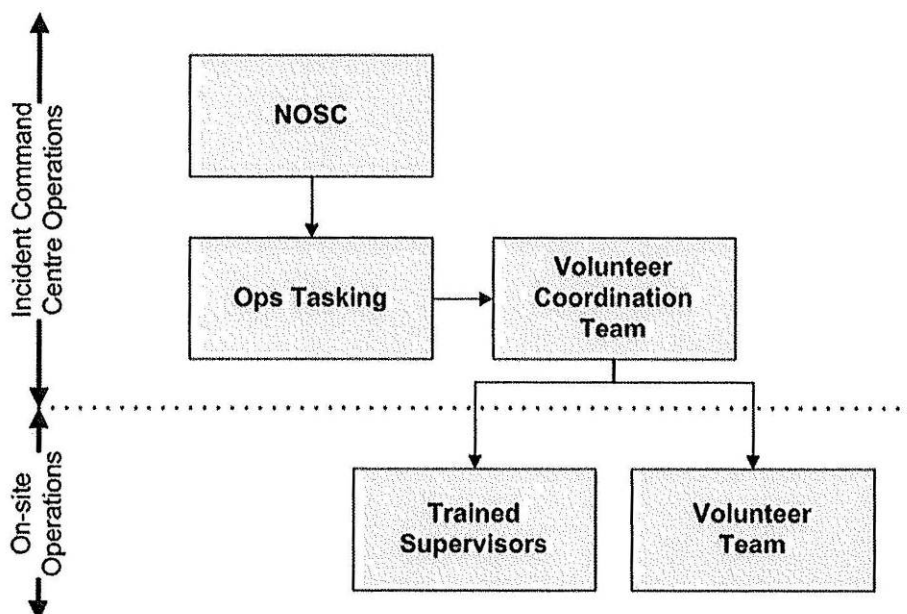 Incident Command
Centre Operations
NOSC
Ops Tasking
Volunteer
Coordination
Team
On-site
Operations
Trained
Supervisors
Volunteer
Team